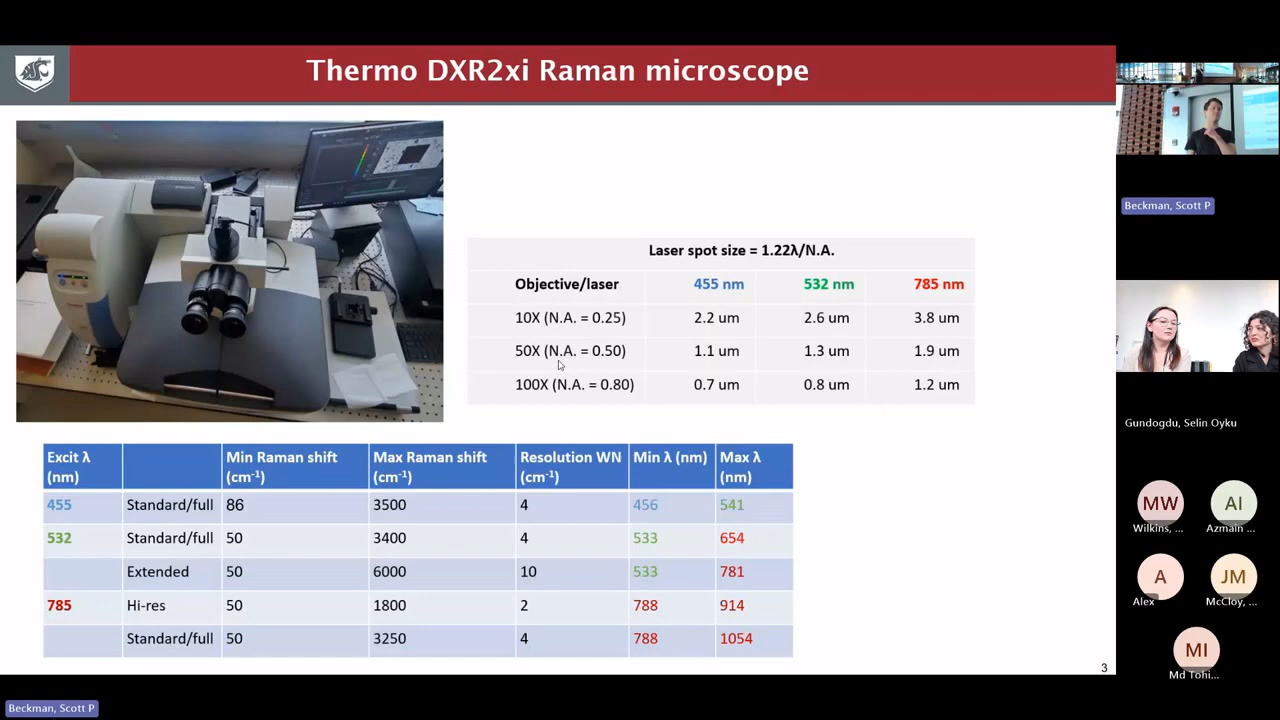 Thermo DXR2xi Raman microscope
Laser spot size = 1.22λ/N.A.
Objective/laser 455 nm 532 nm 785 nm
10X (N.A. = 0.25) 2.2 um 2.6 um 3.8 um
50X (N.A. = 0.50) 1.1 um 1.3 um 1.9 um
100X (N.A. = 0.80) 0.7 um 0.8 um 1.2 um
Excit λ (nm) Min Raman shift (cm⁻¹) Max Raman shift (cm⁻¹) Resolution WN (cm⁻¹) Min λ (nm) Max λ (nm)
455 Standard/full 86 3500 4 456 541
532 Standard/full 50 3400 4 533 654
Extended 50 6000 10 533 781
785 Hi-res 50 1800 2 788 914
Standard/full 50 3250 4 788 1054
3
Beckman, Scott P
Gundogdu, Selin Oyku
MW
Wilkins, ...
AI
Azmain ...
A
Alex
JM
McCloy, ...
MI
Md Tohi...
Beckman, Scott P